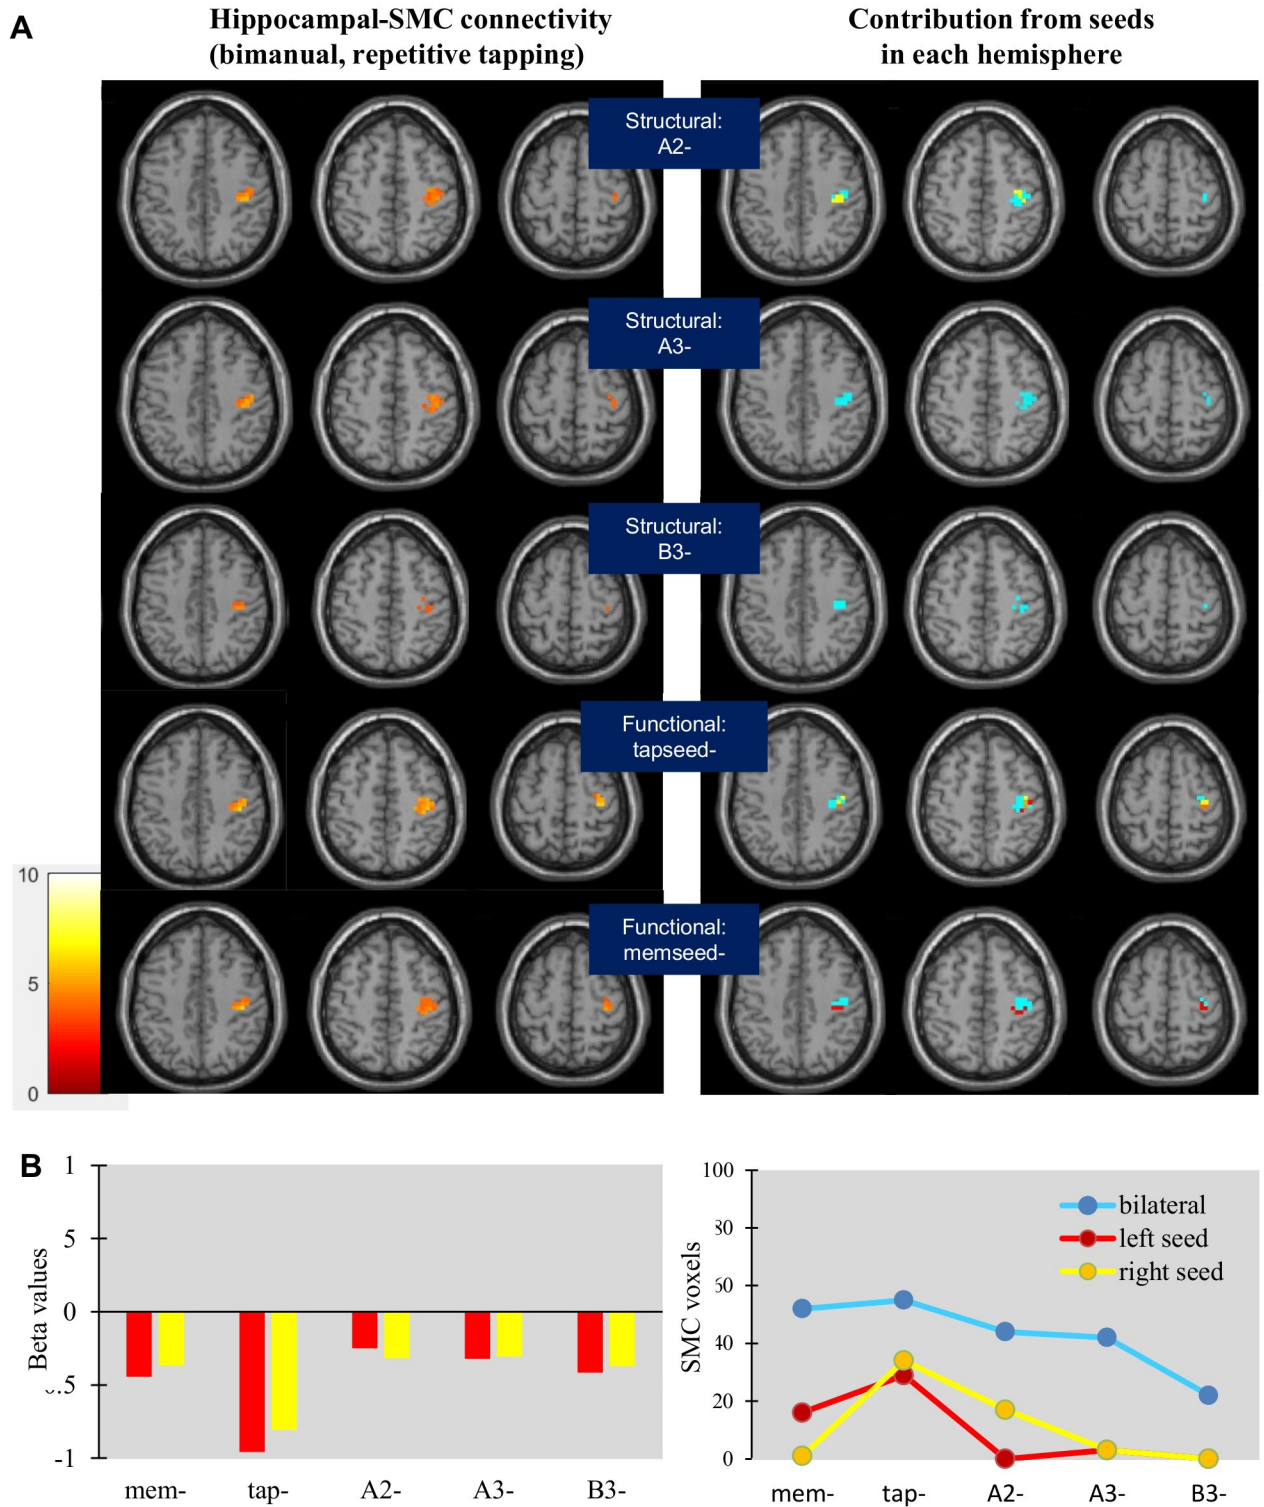 A
Hippocampal-SMC connectivity
(bimanual, repetitive tapping)
Contribution from seeds
in each hemisphere
Structural:
A2-
Structural:
A3-
Structural:
B3-
Functional:
tapseed-
Functional:
memseed-
10
5
0
B
Beta values
1
5
0
-1
mem-
tap-
A2-
A3-
B3-
SMC voxels
100
80
60
40
20
0
bilateral
left seed
right seed
mem-
tap-
A2-
A3-
B3-